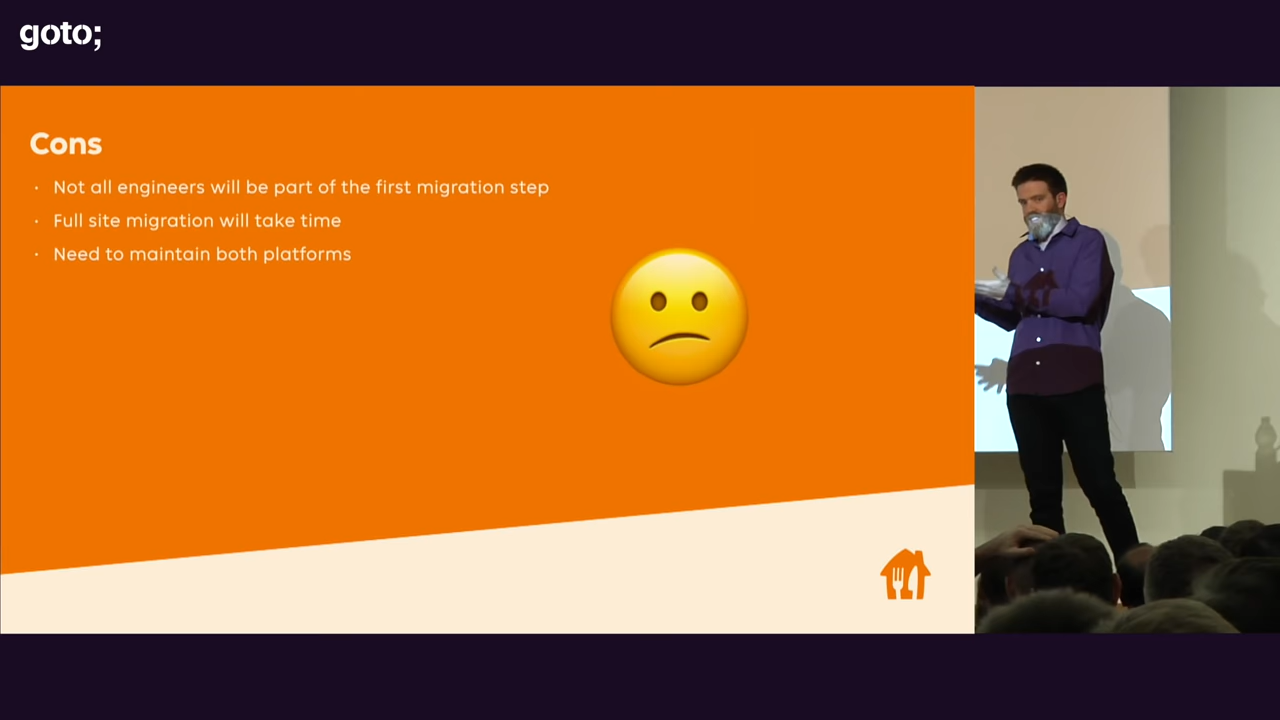 goto;
Cons
· Not all engineers will be part of the first migration step
· Full site migration will take time
· Need to maintain both platforms